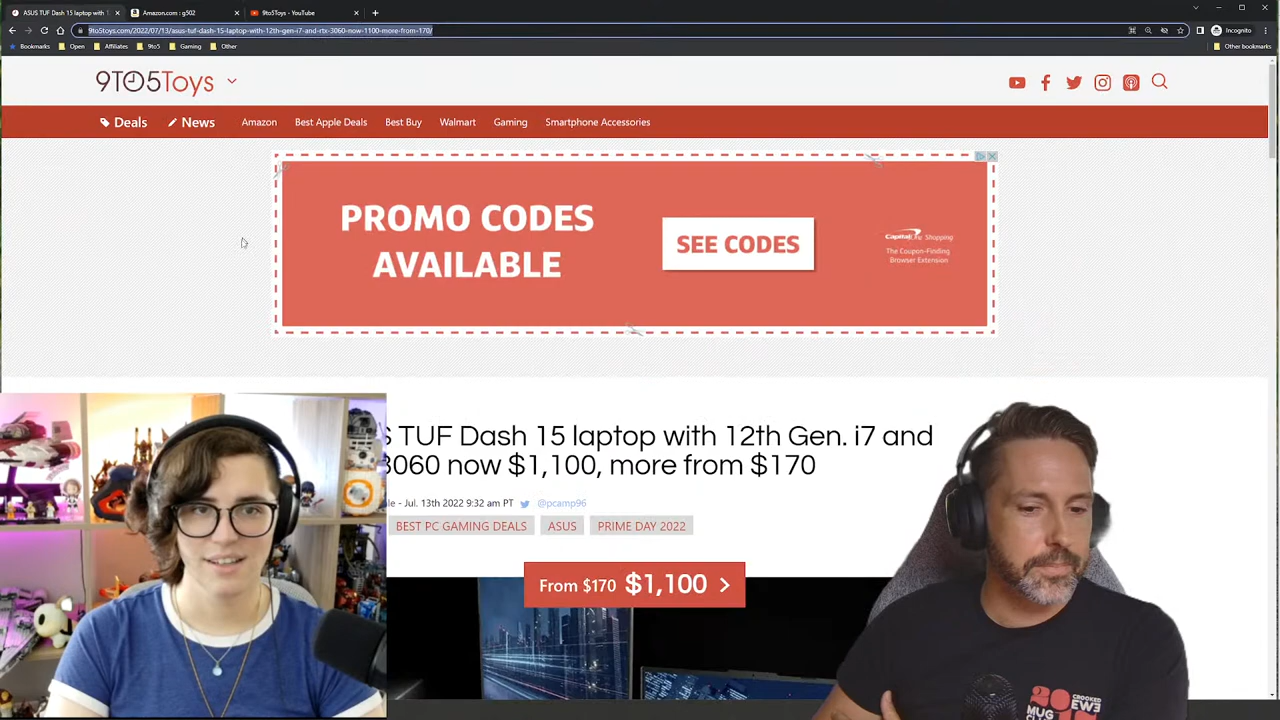 ASUS TUF Dash 15 laptop with 1
Amazon.com: g502
9to5Toys - YouTube
9to5toys.com/2022/07/13/asus-tuf-dash-15-laptop-with-12th-gen-i7-and-rtx-3060-now-1100-more-from-170/
Incognito
Bookmarks
Open
Affiliates
9to5
Gaming
Other
Other bookmarks
9TO5Toys
Deals
News
Amazon
Best Apple Deals
Best Buy
Walmart
Gaming
Smartphone Accessories
PROMO CODES
AVAILABLE
SEE CODES
Capital One Shopping
The Coupon-Finding
Browser Extension
S TUF Dash 15 laptop with 12th Gen. i7 and
3060 now $1,100, more from $170
le - Jul. 13th 2022 9:32 am PT
@pcamp96
BEST PC GAMING DEALS
ASUS
PRIME DAY 2022
From $170 $1,100
20
MUG
CROOKED